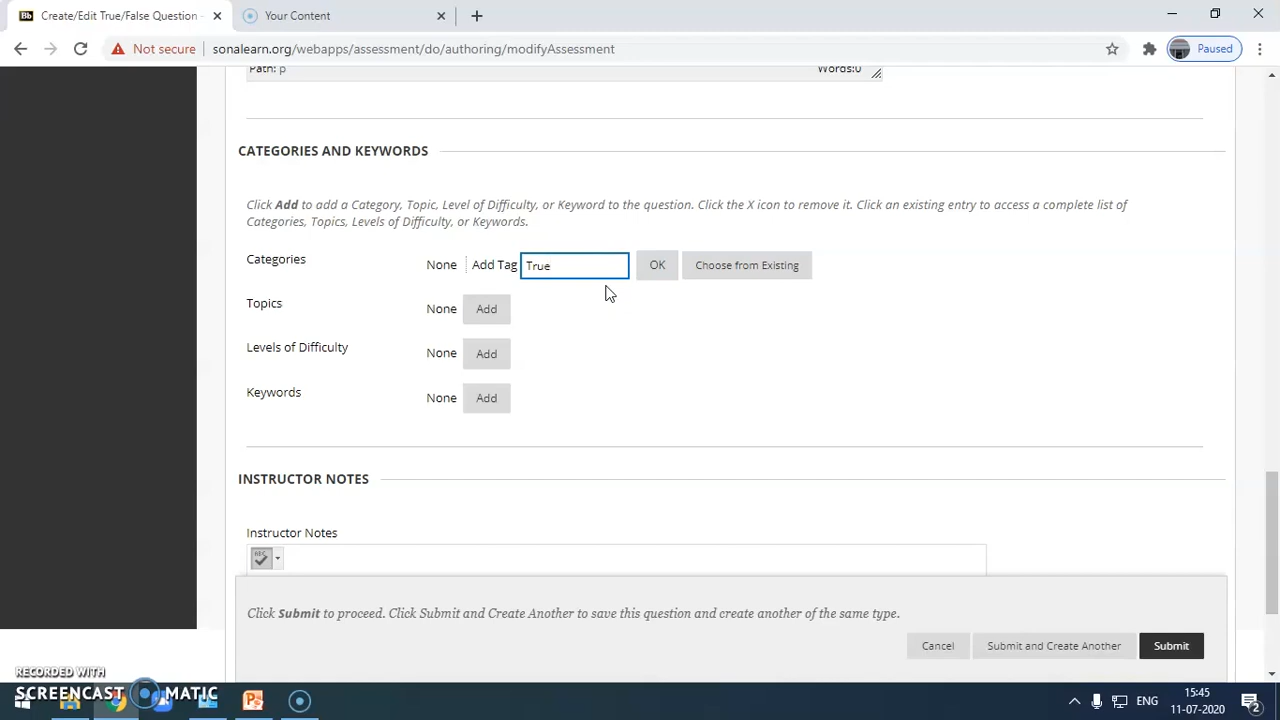 Bb Create/Edit True/False Question - × Your Content × +
Not secure sonalearn.org/webapps/assessment/do/authoring/modifyAssessment Paused
Path: p Words:0
CATEGORIES AND KEYWORDS
Click Add to add a Category, Topic, Level of Difficulty, or Keyword to the question. Click the X icon to remove it. Click an existing entry to access a complete list of
Categories, Topics, Levels of Difficulty, or Keywords.
Categories None Add Tag True OK Choose from Existing
Topics None Add
Levels of Difficulty None Add
Keywords None Add
INSTRUCTOR NOTES
Instructor Notes
ABC
Click Submit to proceed. Click Submit and Create Another to save this question and create another of the same type.
Cancel Submit and Create Another Submit
RECORDED WITH
SCREENCAST MATIC
ENG
15:45
11-07-2020
2